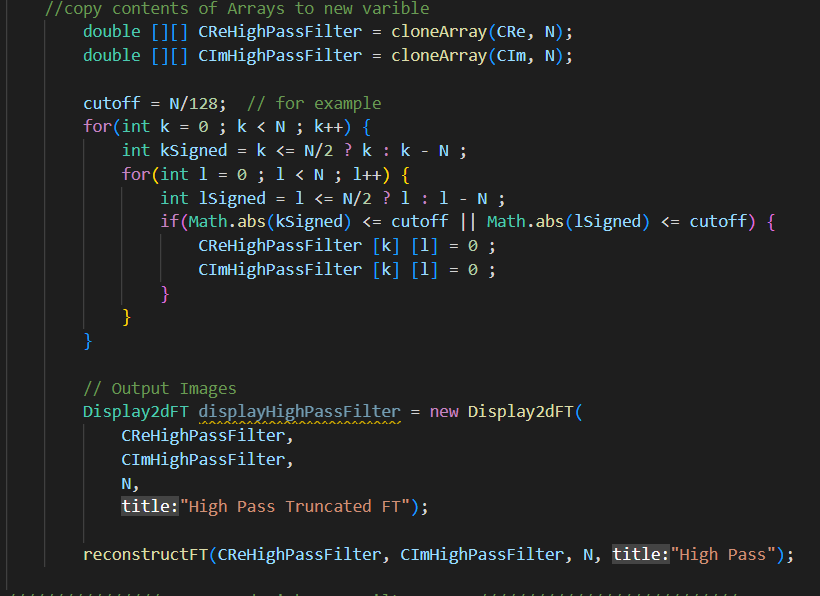 //copy contents of Arrays to new varible
double [][] CReHighPassFilter = cloneArray(CRe, N);
double [][] CImHighPassFilter = cloneArray(CIm, N);
cutoff = N/128;  // for example
for(int k = 0 ; k < N ; k++) {
int kSigned = k <= N/2 ? k : k - N ;
for(int l = 0 ; l < N ; l++) {
int lSigned = l <= N/2 ? l : l - N ;
if(Math.abs(kSigned) <= cutoff || Math.abs(lSigned) <= cutoff) {
CReHighPassFilter [k] [l] = 0 ;
CImHighPassFilter [k] [l] = 0 ;
}
}
}
// Output Images
Display2dFT displayHighPassFilter = new Display2dFT(
CReHighPassFilter,
CImHighPassFilter,
N,
title:"High Pass Truncated FT");
reconstructFT(CReHighPassFilter, CImHighPassFilter, N, title:"High Pass");